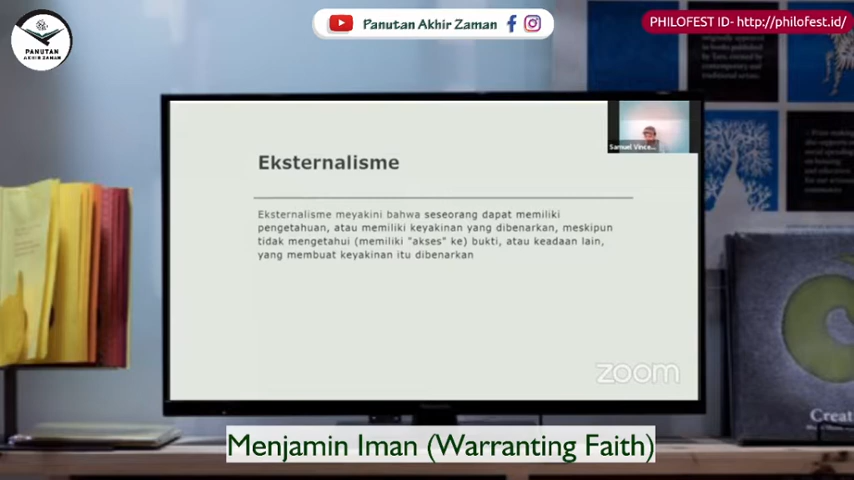 PANUTAN
AKHIR ZAMAN
Panutan Akhir Zaman
PHILOFEST ID- http://philofest.id/
Samuel Vince...
Eksternalisme
Eksternalisme meyakini bahwa seseorang dapat memiliki
pengetahuan, atau memiliki keyakinan yang dibenarkan, meskipun
tidak mengetahui (memiliki "akses" ke) bukti, atau keadaan lain,
yang membuat keyakinan itu dibenarkan
zoom
Creat
Menjamin Iman (Warranting Faith)